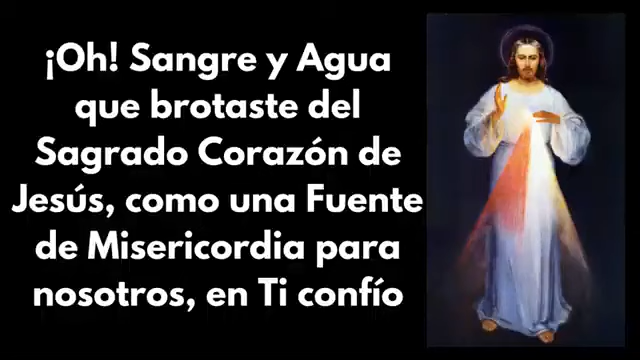 ¡Oh! Sangre y Agua
que brotaste del
Sagrado Corazón de
Jesús, como una Fuente
de Misericordia para
nosotros, en Ti confío